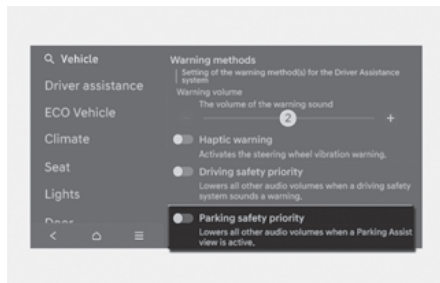 Vehicle
Driver assistance
ECO Vehicle
Climate
Seat
Lights
Door
Warning methods
Setting of the warning method(s) for the Driver Assistance
system
Warning volume
The volume of the warning sound
- 2 +
Haptic warning
Activates the steering wheel vibration warning.
Driving safety priority
Lowers all other audio volumes when a driving safety
system sounds a warning.
Parking safety priority
Lowers all other audio volumes when a Parking Assist
view is active.